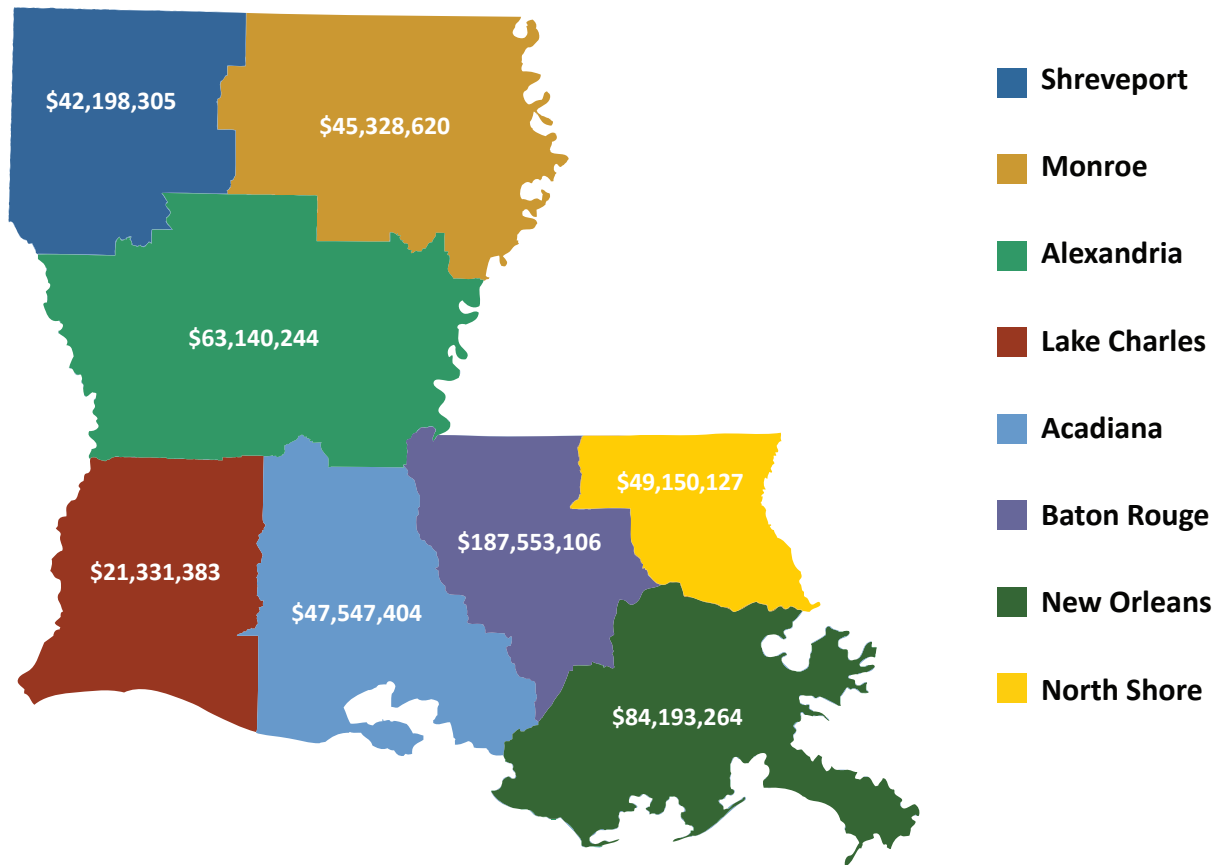 $42,198,305
$45,328,620
$63,140,244
$49,150,127
$187,553,106
$21,331,383
$47,547,404
$84,193,264
Shreveport
Monroe
Alexandria
Lake Charles
Acadiana
Baton Rouge
New Orleans
North Shore